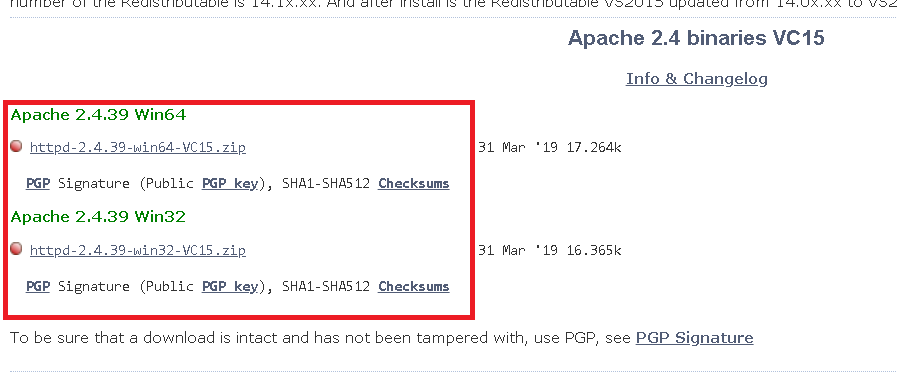 number of the Redistributable is 14.1x.xx. And after install is the Redistributable VS2015 updated from 14.0x.xx to VS2
Apache 2.4 binaries VC15
Info & Changelog
Apache 2.4.39 Win64
httpd-2.4.39-win64-VC15.zip 31 Mar '19 17.264k
PGP Signature (Public PGP key), SHA1-SHA512 Checksums
Apache 2.4.39 Win32
httpd-2.4.39-win32-VC15.zip 31 Mar '19 16.365k
PGP Signature (Public PGP key), SHA1-SHA512 Checksums
To be sure that a download is intact and has not been tampered with, use PGP, see PGP Signature